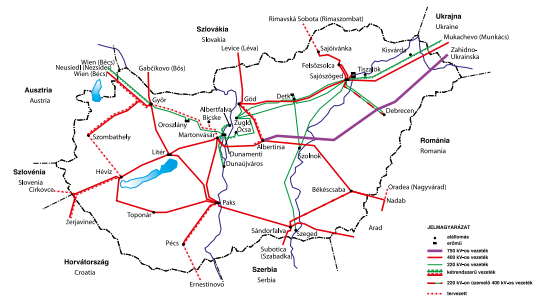 Rimavská Sobota (Rimaszombat)
Ukrajna
Ukraine
Szlovákia
Slovakia
Mukachevo (Munkács)
Levice (Léva)
Sajóivánka
Kisvárda
Zahidno-
Ukrainska
Wien (Bécs)
Neusiedl (Nezsider)
Wien (Bécs)
Gabčikovo (Bős)
Felsőzsolca
Sajószöged
Tiszalök
Ausztria
Austria
Győr
Göd
Detk
Albertfalva
Bicske
Zugló
Ócsa
Oroszlány
Martonvásár
Debrecen
Szombathely
Litér
Albertirsa
Dunamenti
Dunaújváros
Szolnok
Románia
Romania
Szlovénia
Slovenia
Cirkovce
Hévíz
Békéscsaba
Oradea (Nagyvárad)
Nadab
Žerjavinec
Toponár
Paks
Sándorfalva
Szeged
Arad
Pécs
Subotica
(Szabadka)
Horvátország
Croatia
Ernestinovo
Szerbia
Serbia
JELMAGYARÁZAT
alállomás
erőmű
750 kV-os vezeték
400 kV-os vezeték
220 kV-os vezeték
kétrendszerű vezeték
220 kV-on üzemelő 400 kV-os vezeték
tervezett